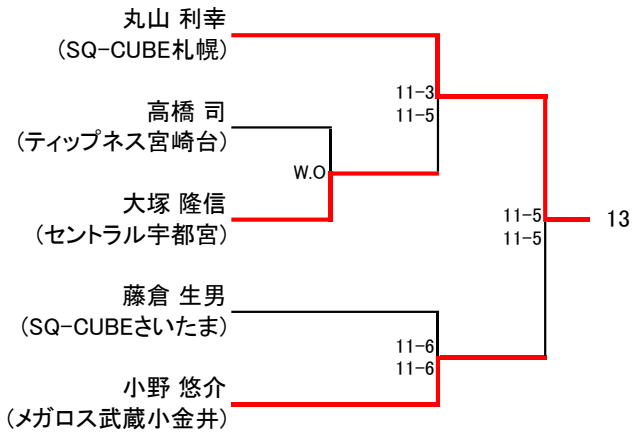 丸山 利幸
(SQ-CUBE札幌)
11-3
11-5
高橋 司
(ティップネス宮崎台)
W.O
大塚 隆信
(セントラル宇都宮)
11-5
11-5
13
藤倉 生男
(SQ-CUBEさいたま)
11-6
11-6
小野 悠介
(メガロス武蔵小金井)